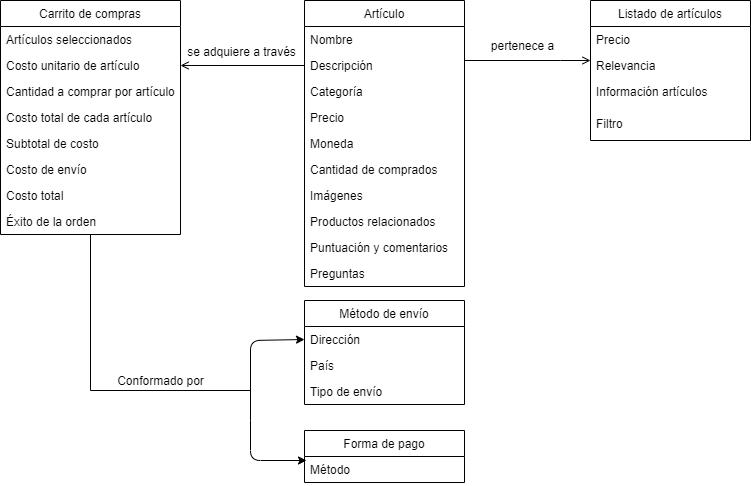 Carrito de compras
Artículos seleccionados
Costo unitario de artículo
Cantidad a comprar por artículo
Costo total de cada artículo
Subtotal de costo
Costo de envío
Costo total
Éxito de la orden
se adquiere a través
Artículo
Nombre
Descripción
Categoría
Precio
Moneda
Cantidad de comprados
Imágenes
Productos relacionados
Puntuación y comentarios
Preguntas
pertenece a
Listado de artículos
Precio
Relevancia
Información artículos
Filtro
Conformado por
Método de envío
Dirección
País
Tipo de envío
Forma de pago
Método